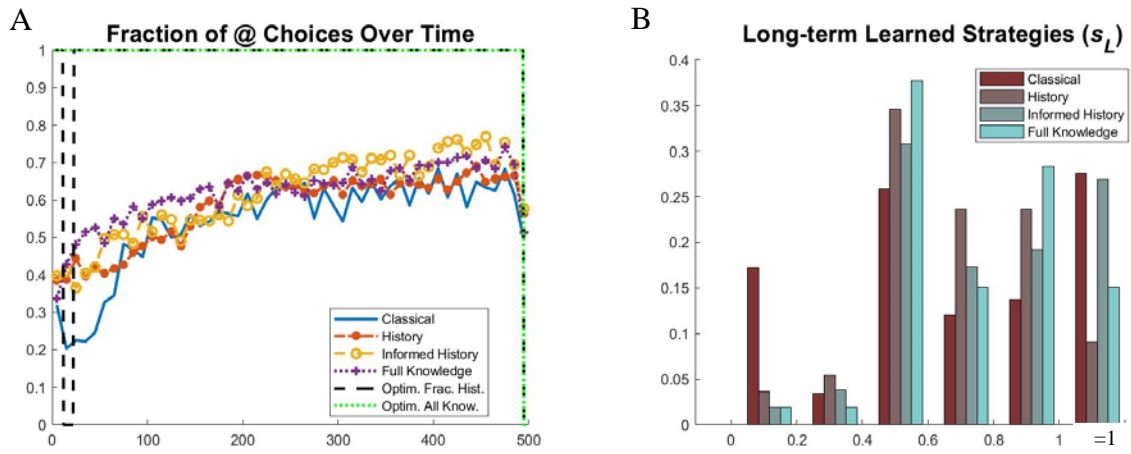 A
Fraction of @ Choices Over Time
1
0.9
0.8
0.7
0.6
0.5
0.4
0.3
0.2
0.1
0
0 100 200 300 400 500
Classical
History
Informed History
Full Knowledge
Optim. Frac. Hist.
Optim. All Know.
B
Long-term Learned Strategies (s_L)
0.4
0.35
0.3
0.25
0.2
0.15
0.1
0.05
0
0 0.2 0.4 0.6 0.8 1 =1
Classical
History
Informed History
Full Knowledge